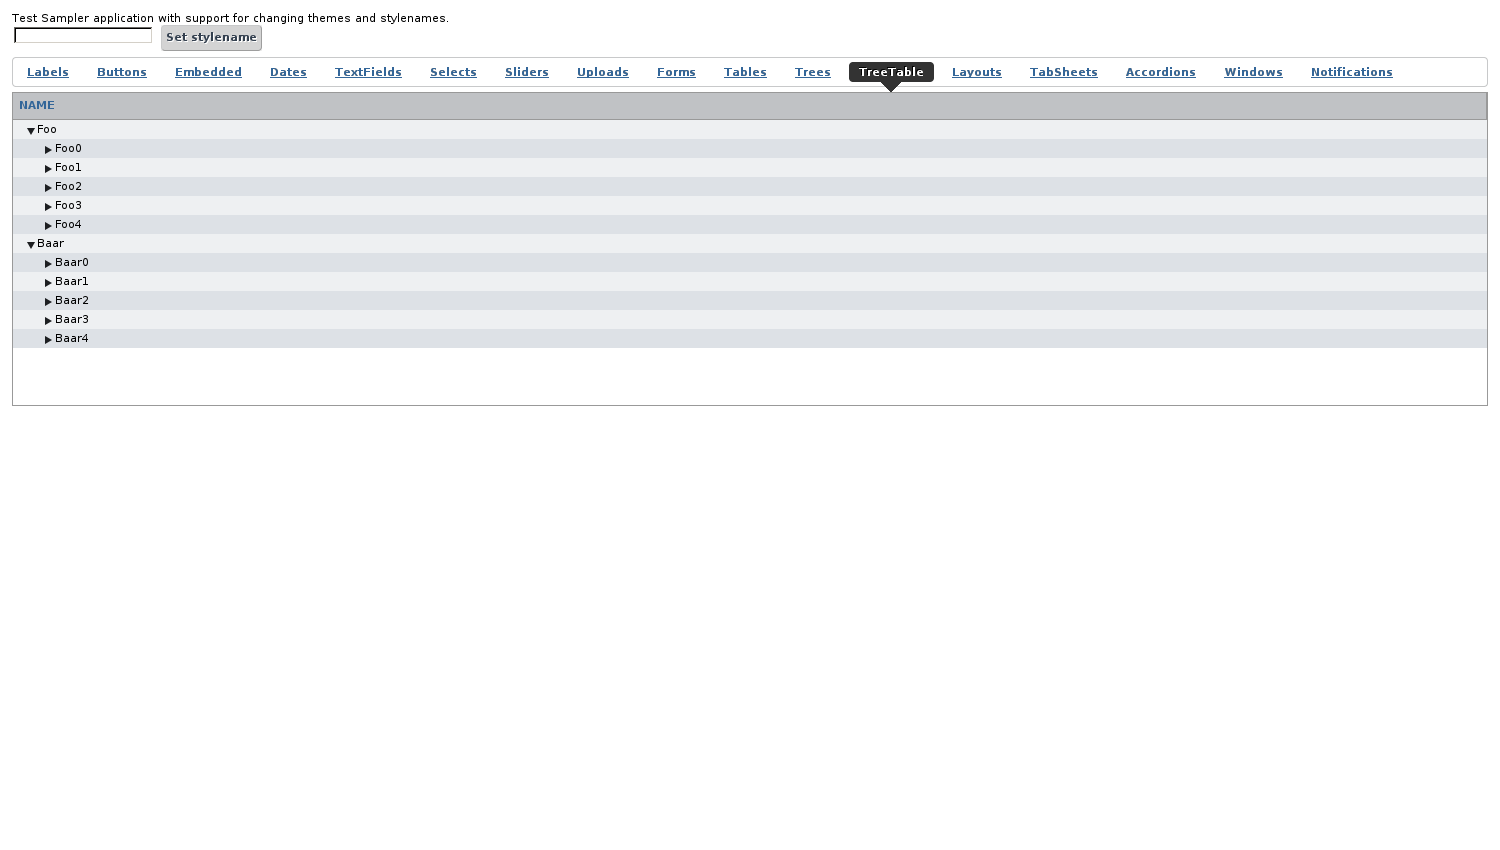 Test Sampler application with support for changing themes and stylenames.
Set stylename
Labels Buttons Embedded Dates TextFields Selects Sliders Uploads Forms Tables Trees TreeTable Layouts TabSheets Accordions Windows Notifications
NAME
Foo
Foo0
Foo1
Foo2
Foo3
Foo4
Baar
Baar0
Baar1
Baar2
Baar3
Baar4